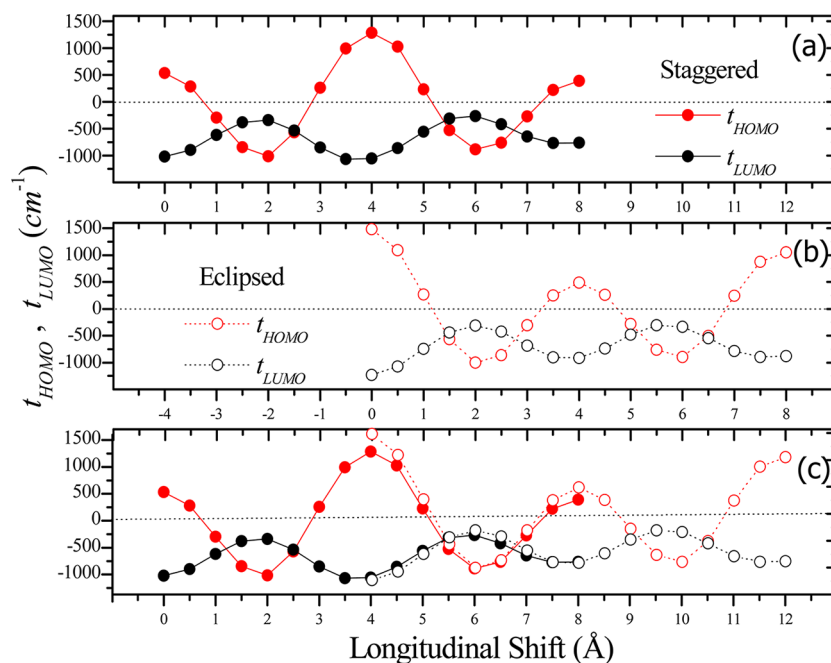 1500
1000
500
0
-500
-1000
(a)
Staggered
t_HOMO
t_LUMO
0 1 2 3 4 5 6 7 8 9 10 11 12
1500
1000
500
0
-500
-1000
(b)
Eclipsed
t_HOMO
t_LUMO
-4 -3 -2 -1 0 1 2 3 4 5 6 7 8
1500
1000
500
0
-500
-1000
(c)
0 1 2 3 4 5 6 7 8 9 10 11 12
t_HOMO , t_LUMO (cm⁻¹)
Longitudinal Shift (Å)